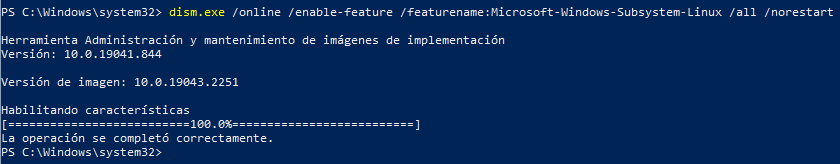 PS C:\Windows\system32> dism.exe /online /enable-feature /featurename:Microsoft-Windows-Subsystem-Linux /all /norestart
Herramienta Administración y mantenimiento de imágenes de implementación
Versión: 10.0.19041.844
Versión de imagen: 10.0.19043.2251
Habilitando características
[==========================100.0%==========================]
La operación se completó correctamente.
PS C:\Windows\system32>